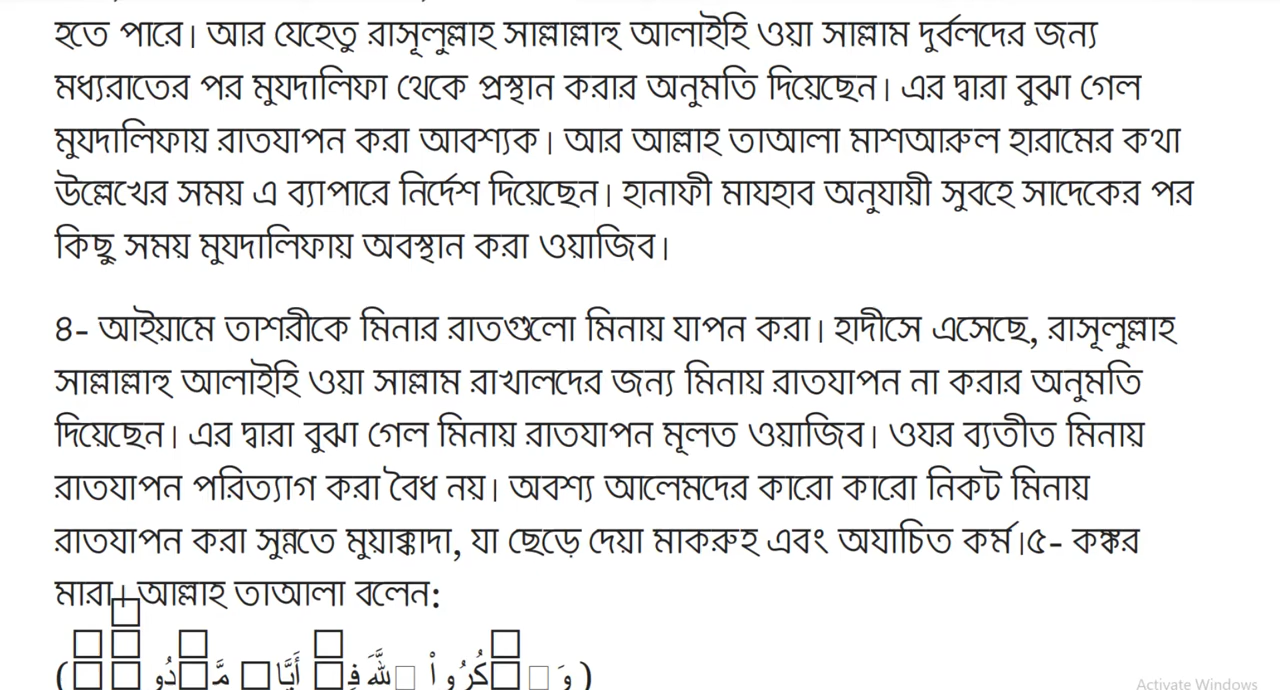 হতে পারে। আর যেহেতু রাসূলুল্লাহ সাল্লাল্লাহু আলাইহি ওয়া সাল্লাম দুর্বলদের জন্য
মধ্যরাতের পর মুযদালিফা থেকে প্রস্থান করার অনুমতি দিয়েছেন। এর দ্বারা বুঝা গেল
মুযদালিফায় রাতযাপন করা আবশ্যক। আর আল্লাহ তাআলা মাশআরুল হারামের কথা
উল্লেখের সময় এ ব্যাপারে নির্দেশ দিয়েছেন। হানাফী মাযহাব অনুযায়ী সুবহে সাদেকের পর
কিছু সময় মুযদালিফায় অবস্থান করা ওয়াজিব।
৪- আইয়ামে তাশরীকে মিনার রাতগুলো মিনায় যাপন করা। হাদীসে এসেছে, রাসূলুল্লাহ
সাল্লাল্লাহু আলাইহি ওয়া সাল্লাম রাখালদের জন্য মিনায় রাতযাপন না করার অনুমতি
দিয়েছেন। এর দ্বারা বুঝা গেল মিনায় রাতযাপন মূলত ওয়াজিব। ওযর ব্যতীত মিনায়
রাতযাপন পরিত্যাগ করা বৈধ নয়। অবশ্য আলেমদের কারো কারো নিকট মিনায়
রাতযাপন করা সুন্নতে মুয়াক্কাদা, যা ছেড়ে দেয়া মাকরুহ এবং অযাচিত কর্ম।৫- কঙ্কর
মারা। আল্লাহ তাআলা বলেন:
Activate Windows